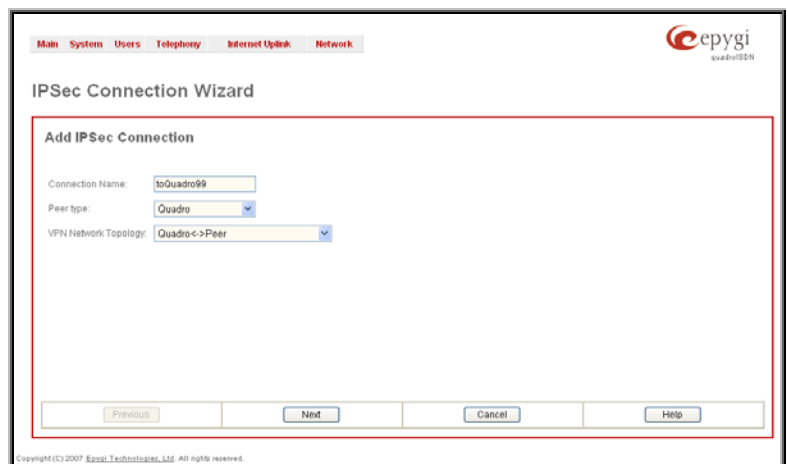 Main System Users Telephony Internet Uplink Network
epygi
quadroISDN
IPSec Connection Wizard
Add IPSec Connection
Connection Name: toQuadro99
Peer type: Quadro
VPN Network Topology: Quadro<->Peer
Previous Next Cancel Help
Copyright (C) 2007 Epygi Technologies, Ltd. All rights reserved.